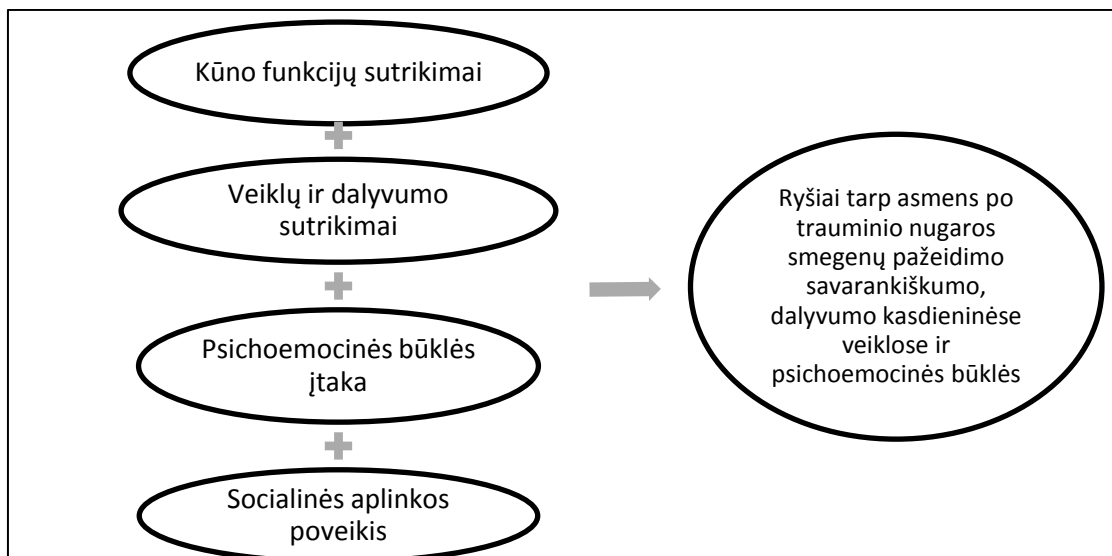 Kūno funkcijų sutrikimai
Veiklų ir dalyvumo
sutrikimai
Psichoemocinės būklės
įtaka
Socialinės aplinkos
poveikis
Ryšiai tarp asmens po
trauminio nugaros
smegenų pažeidimo
savarankiškumo,
dalyvumo kasdieninėse
veiklose ir
psichoemocinės būklės